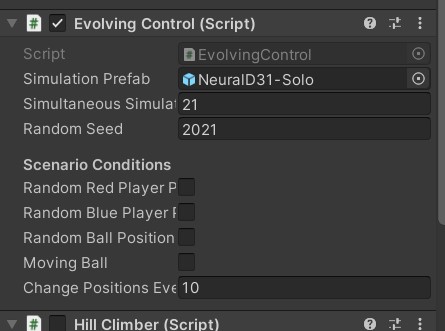 Evolving Control (Script)
Script EvolvingControl
Simulation Prefab NeuralD31-Solo
Simultaneous Simulat 21
Random Seed 2021
Scenario Conditions
Random Red Player P
Random Blue Player F
Random Ball Position
Moving Ball
Change Positions Eve 10
Hill Climber (Script)